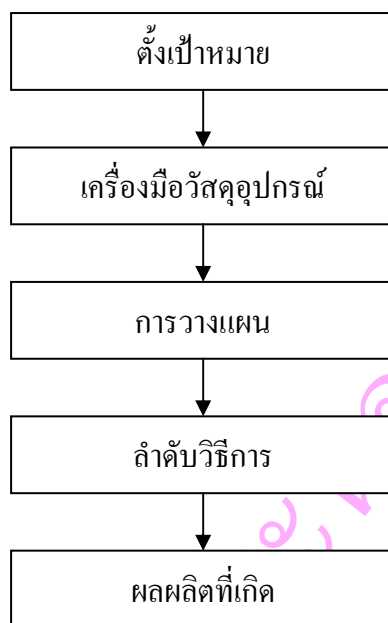 ตั้งเป้าหมาย
เครื่องมือวัสดุอุปกรณ์
การวางแผน
ลำดับวิธีการ
ผลผลิตที่เกิด